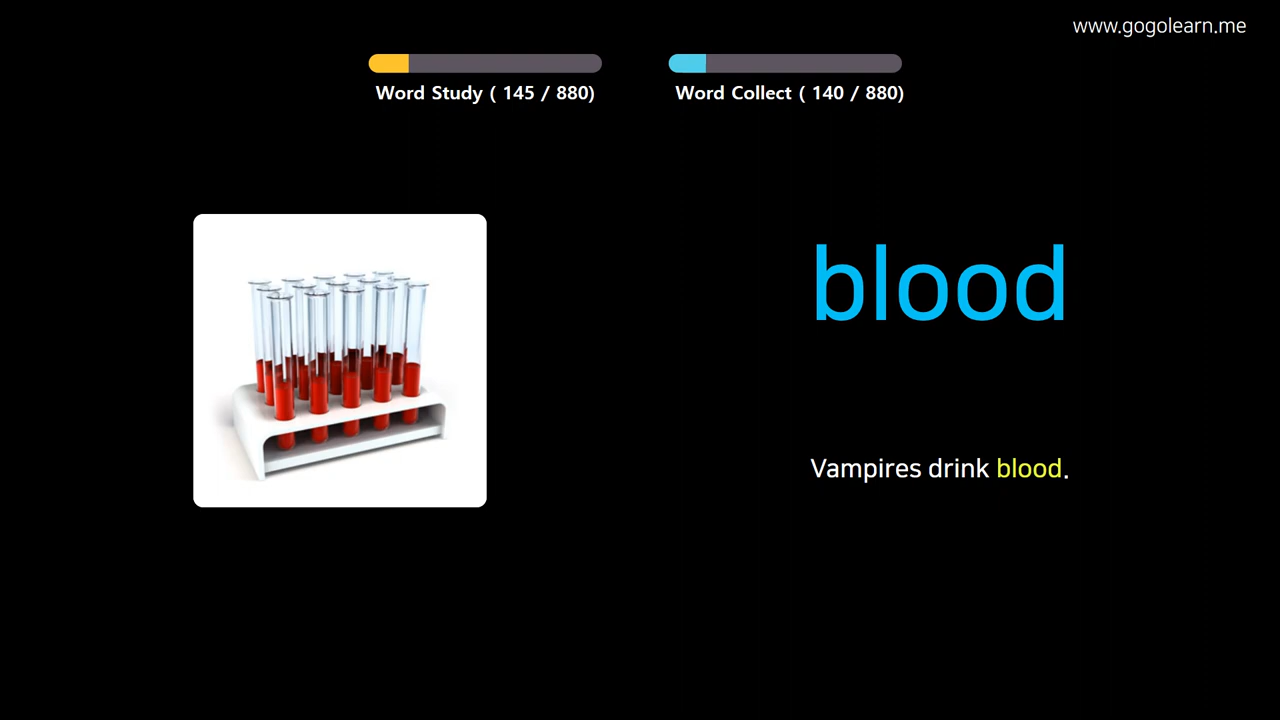 www.gogolearn.me
Word Study ( 145 / 880)
Word Collect ( 140 / 880)
blood
Vampires drink blood.